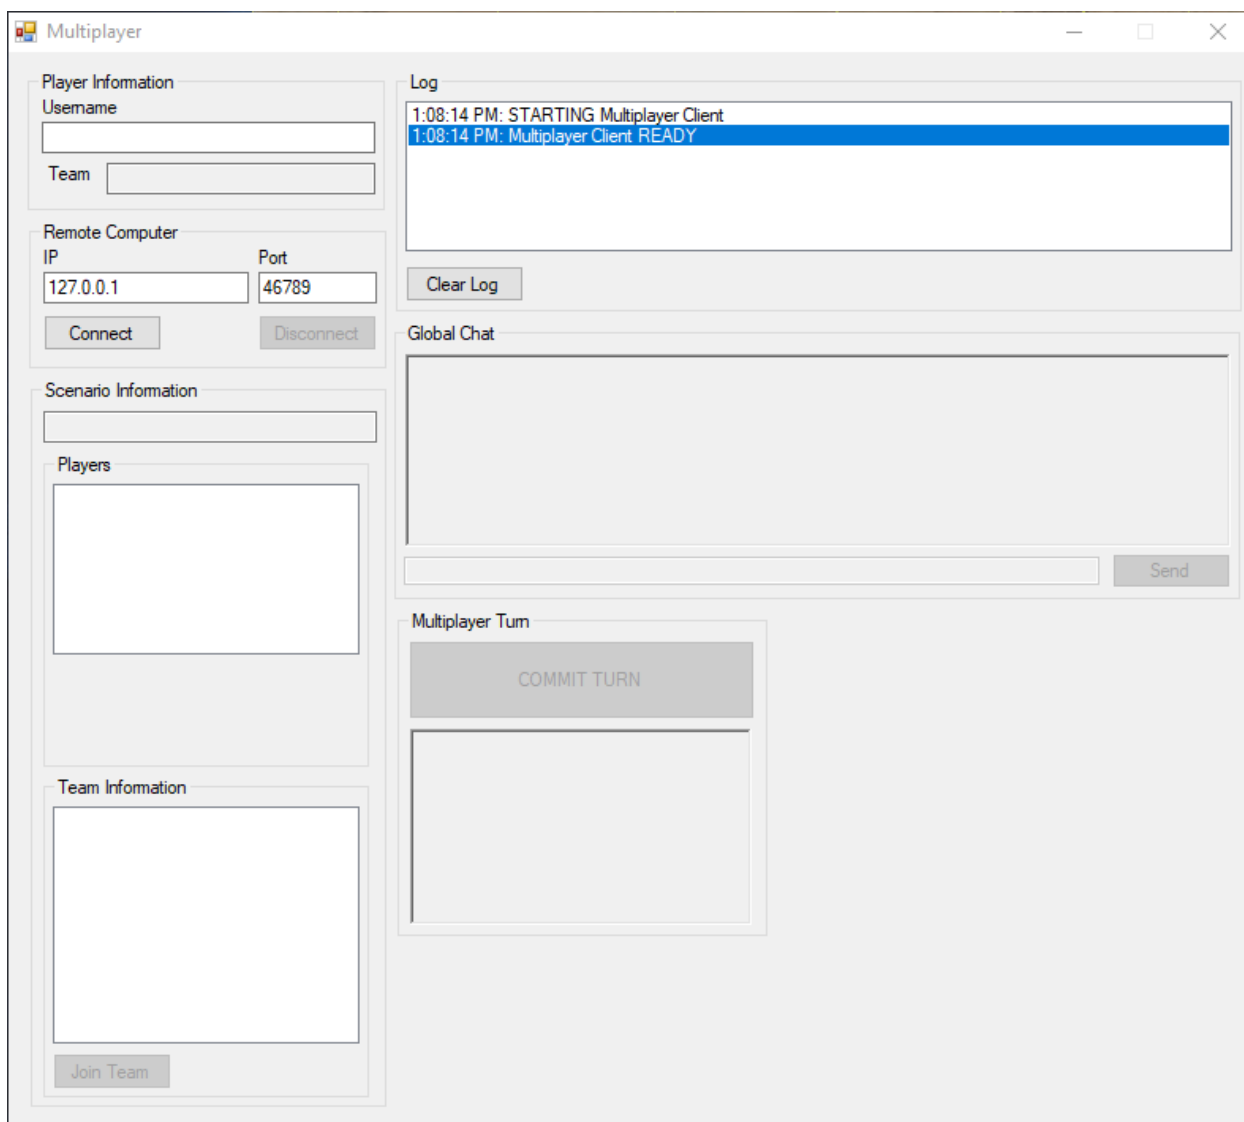 Multiplayer
Player Information
Username
Team
Remote Computer
IP Port
127.0.0.1 46789
Connect Disconnect
Scenario Information
Players
Team Information
Join Team
Log
1:08:14 PM: STARTING Multiplayer Client
1:08:14 PM: Multiplayer Client READY
Clear Log
Global Chat
Send
Multiplayer Turn
COMMIT TURN